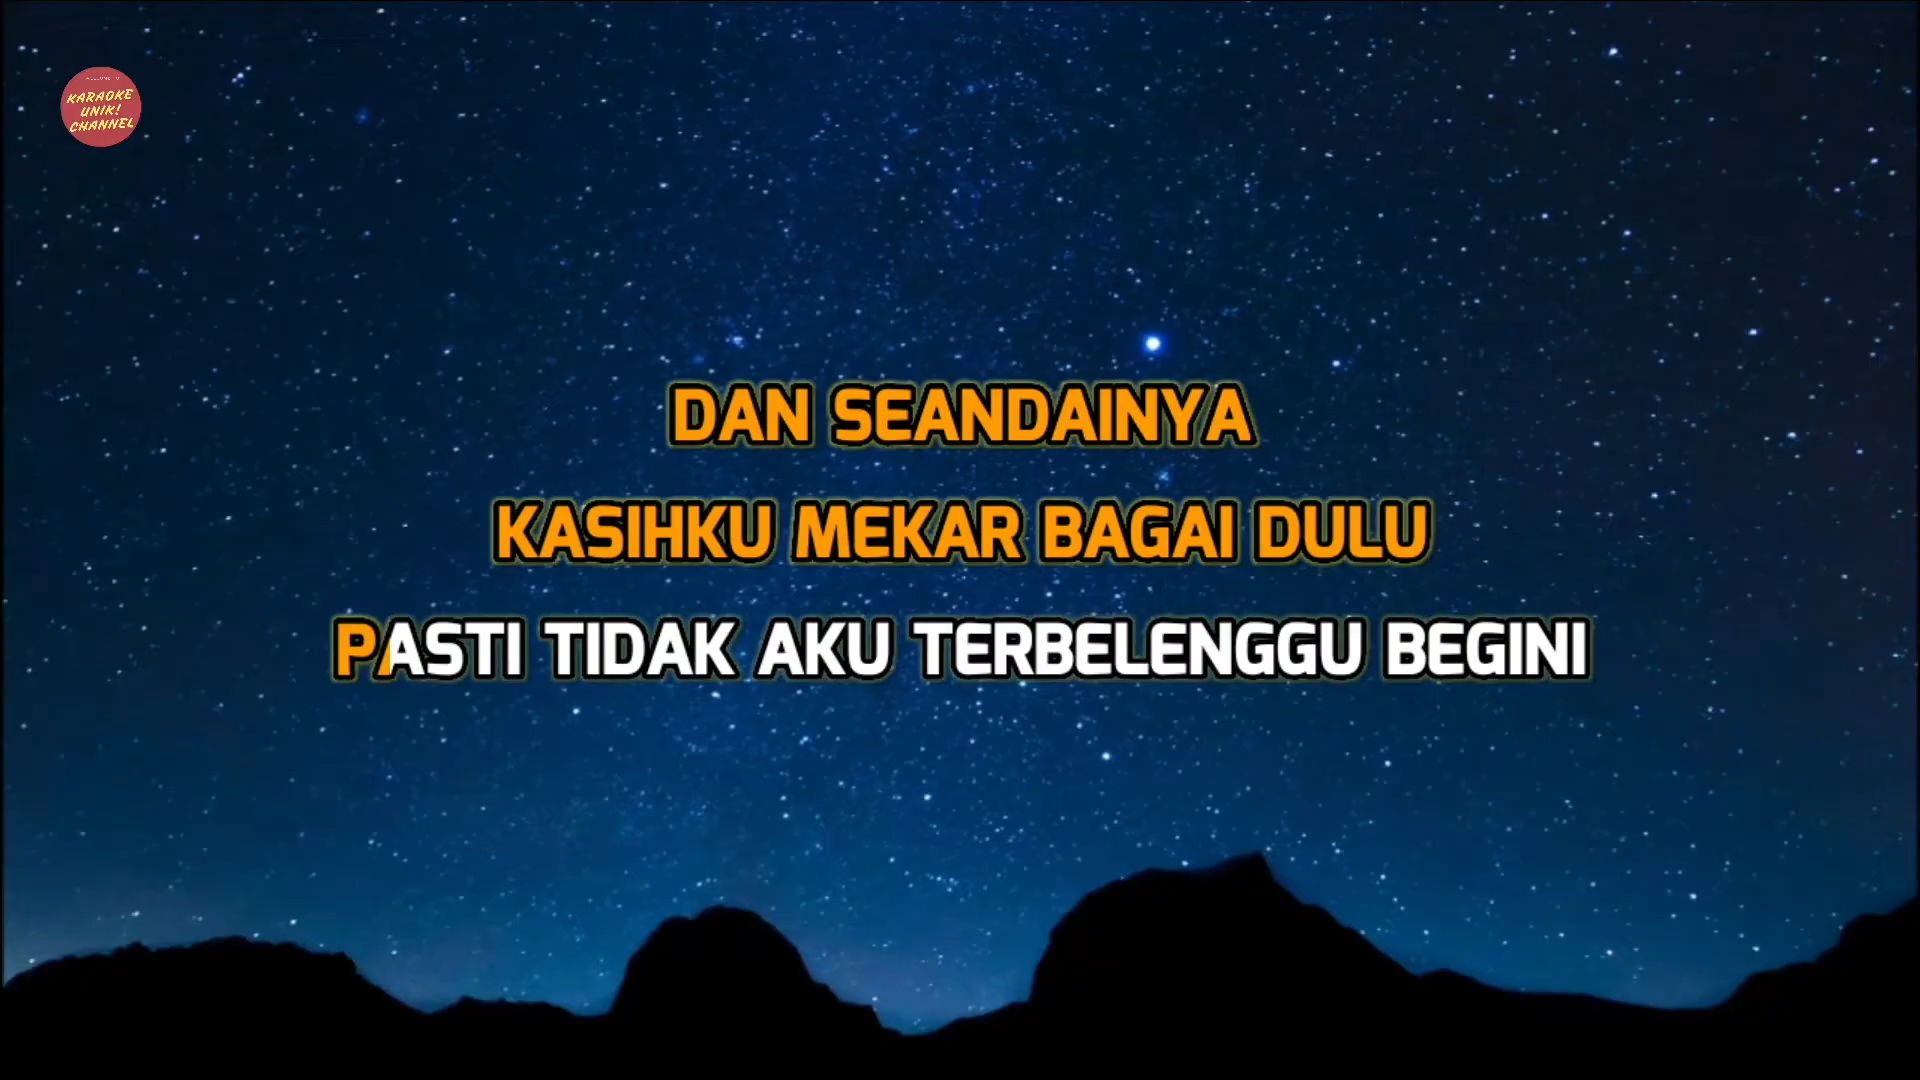 KARAOKE
UNIK!
CHANNEL
DAN SEANDAINYA
KASIHKU MEKAR BAGAI DULU
PASTI TIDAK AKU TERBELENGGU BEGINI